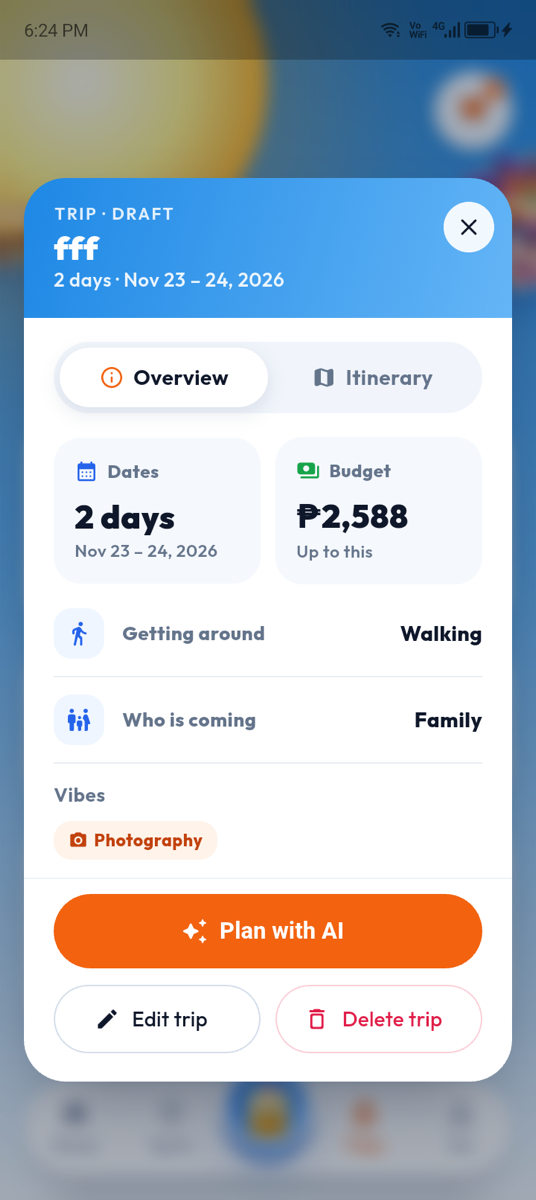 6:24 PM
Vo
WiFi
4G
TRIP · DRAFT
fff
2 days · Nov 23 – 24, 2026
Overview
Itinerary
Dates
Budget
2 days
₱2,588
Nov 23 – 24, 2026
Up to this
Getting around
Walking
Who is coming
Family
Vibes
Photography
Plan with AI
Edit trip
Delete trip